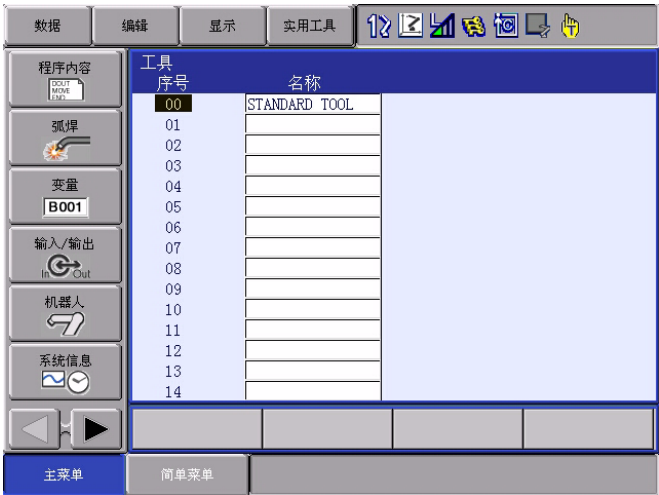 数据 编辑 显示 实用工具
程序内容
DOUT
MOVE
END
弧焊
变量
B001
输入/输出
In Out
机器人
系统信息
工具
序号 名称
00 STANDARD TOOL
01
02
03
04
05
06
07
08
09
10
11
12
13
14
主菜单 简单菜单